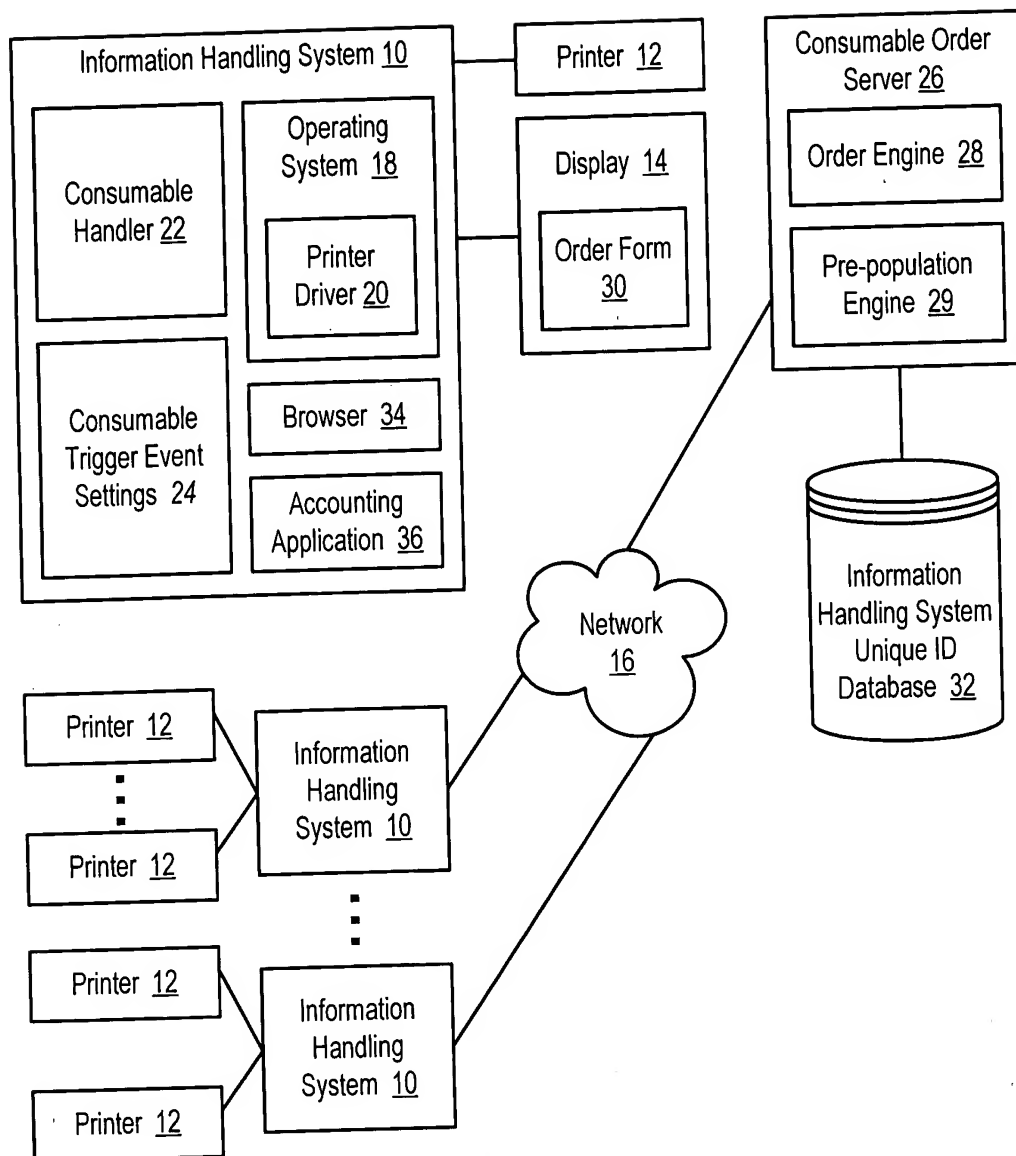 Information Handling System 10
Consumable
Handler 22
Operating
System 18
Printer
Driver 20
Consumable
Trigger Event
Settings 24
Browser 34
Accounting
Application 36
Printer 12
Display 14
Order Form
30
Consumable Order
Server 26
Order Engine 28
Pre-population
Engine 29
Information
Handling System
Unique ID
Database 32
Network
16
Printer 12
Printer 12
Information
Handling
System 10
Printer 12
Printer 12
Information
Handling
System 10